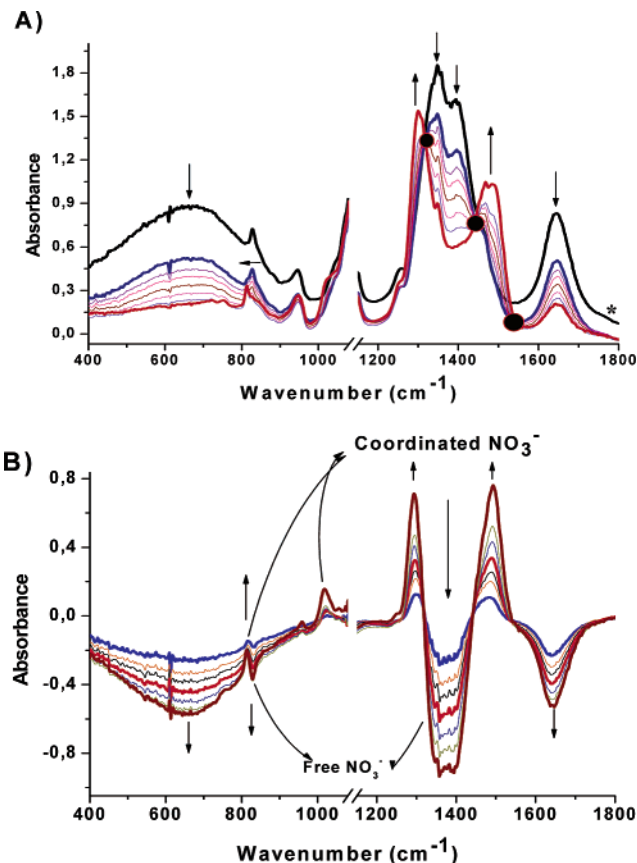 A)
1,8
1,5
1,2
0,9
0,6
0,3
0,0
Absorbance
*
400 600 800 1000 1200 1400 1600 1800
Wavenumber (cm-1)
B)
Coordinated NO3-
0,8
0,4
0,0
-0,4
-0,8
Absorbance
Free NO3-
400 600 800 1000 1200 1400 1600 1800
Wavenumber (cm-1)